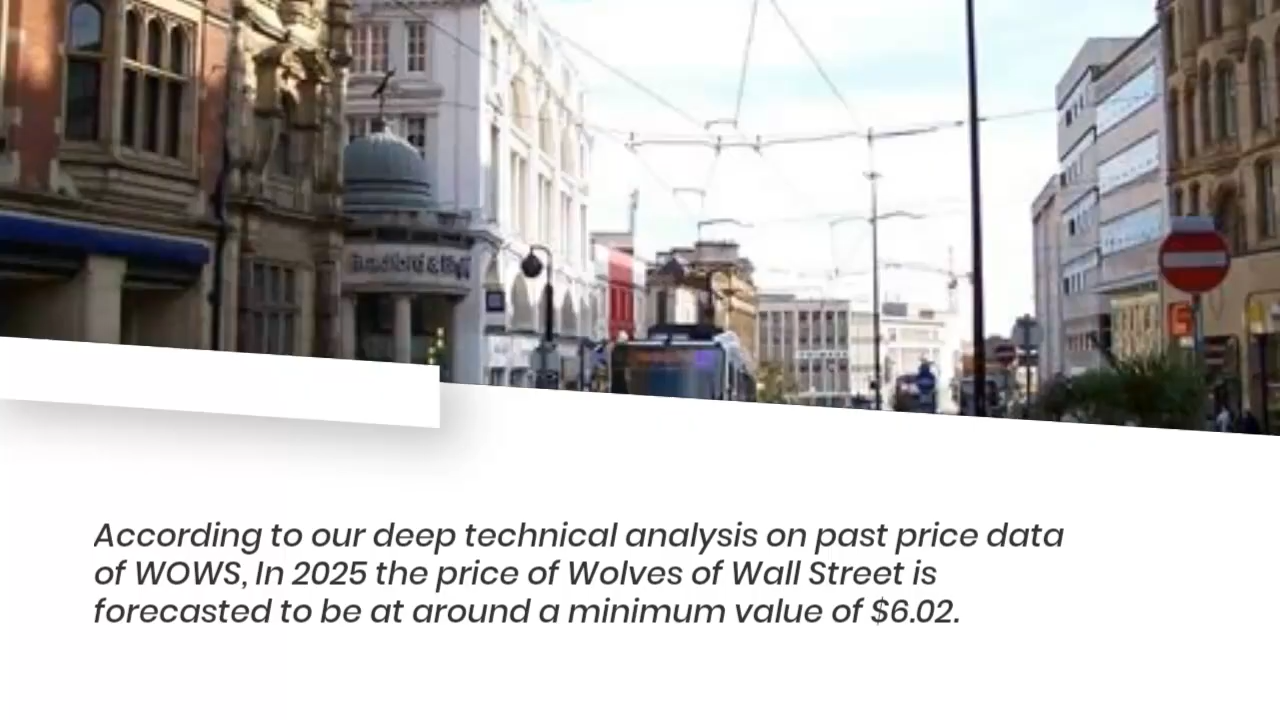 According to our deep technical analysis on past price data
of WOWS, In 2025 the price of Wolves of Wall Street is
forecasted to be at around a minimum value of $6.02.